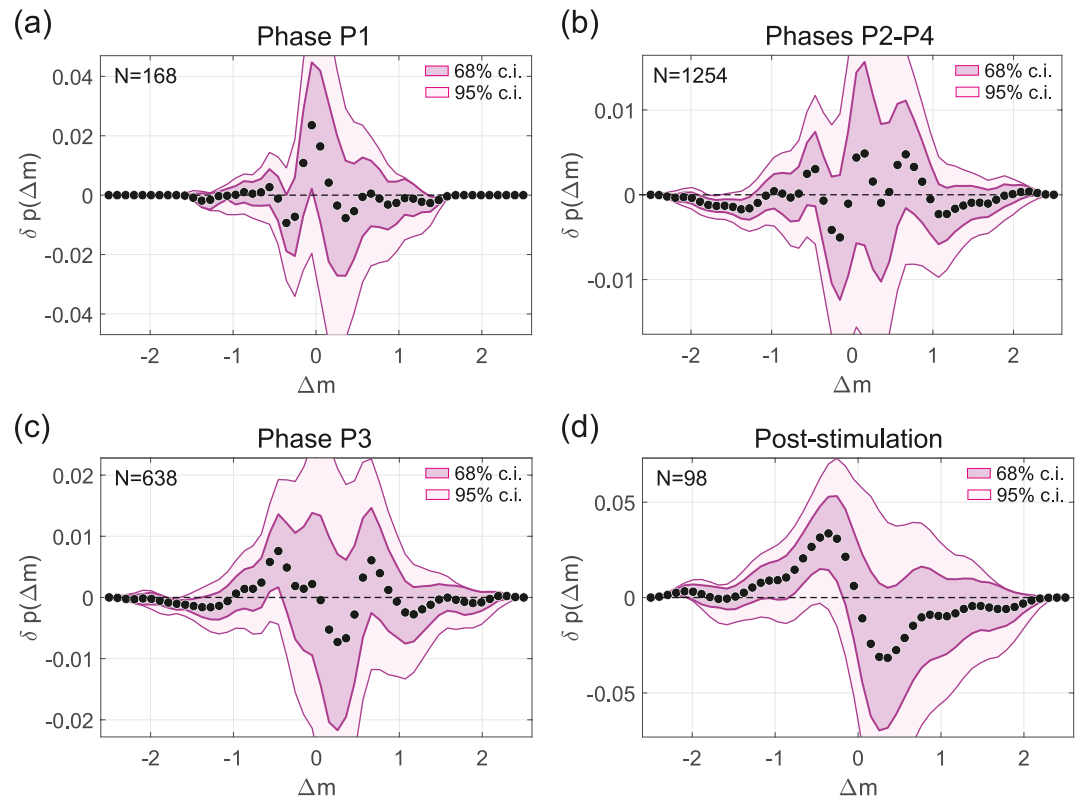 (a)
Phase P1
N=168
68% c.i.
95% c.i.
0.04
0.02
0
-0.02
-0.04
δ p(Δm)
-2
-1
0
1
2
Δm
(b)
Phases P2-P4
N=1254
68% c.i.
95% c.i.
0.01
0
-0.01
δ p(Δm)
-2
-1
0
1
2
Δm
(c)
Phase P3
N=638
68% c.i.
95% c.i.
0.02
0.01
0
-0.01
-0.02
δ p(Δm)
-2
-1
0
1
2
Δm
(d)
Post-stimulation
N=98
68% c.i.
95% c.i.
0.05
0
-0.05
δ p(Δm)
-2
-1
0
1
2
Δm